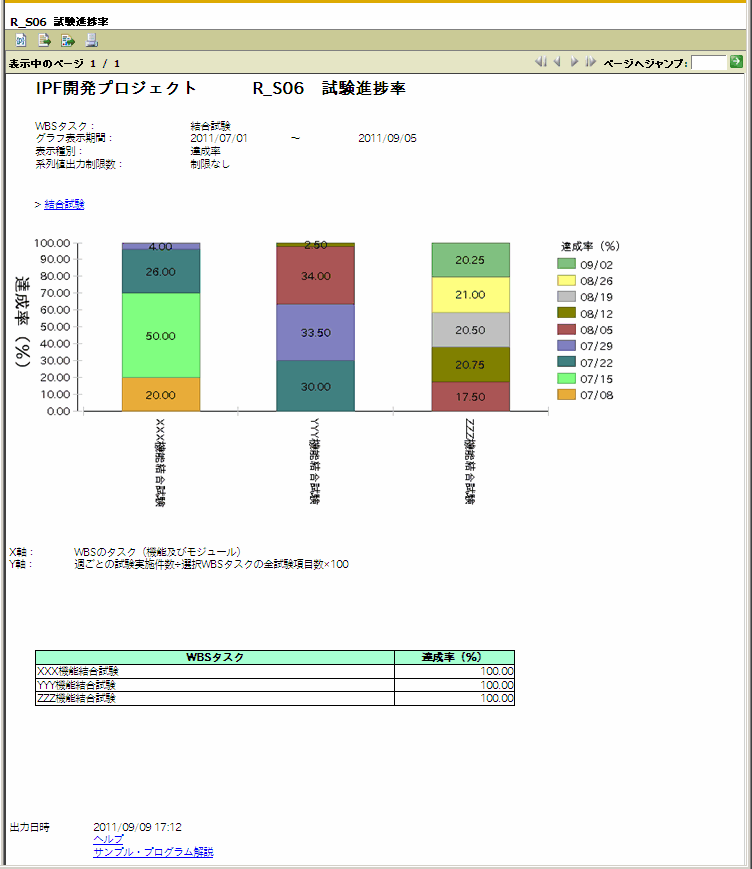 R_S06 試験進捗率
表示中のページ 1 / 1
ページへジャンプ:
IPF開発プロジェクト R_S06 試験進捗率
WBSタスク： 結合試験
グラフ表示期間： 2011/07/01 ～ 2011/09/05
表示種別： 達成率
系列値出力制限数： 制限なし
> 結合試験
達成率（%）
100.00
90.00
80.00
70.00
60.00
50.00
40.00
30.00
20.00
10.00
0.00
4.00
26.00
50.00
20.00
2.50
34.00
33.50
30.00
20.25
21.00
20.50
20.75
17.50
XXX機能結合試験
YYY機能結合試験
ZZZ機能結合試験
達成率（%）
09/02
08/26
08/19
08/12
08/05
07/29
07/22
07/15
07/08
X軸： WBSのタスク（機能及びモジュール）
Y軸： 週ごとの試験実施件数÷選択WBSタスクの全試験項目数×100
WBSタスク 達成率（%）
XXX機能結合試験 100.00
YYY機能結合試験 100.00
ZZZ機能結合試験 100.00
出力日時 2011/09/09 17:12
ヘルプ
サンプル・プログラム解説